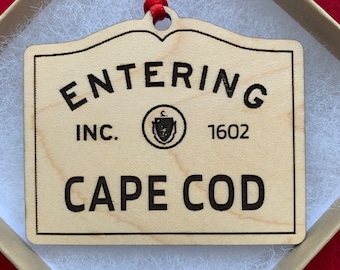 ENTERING
INC. 1602
CAPE COD